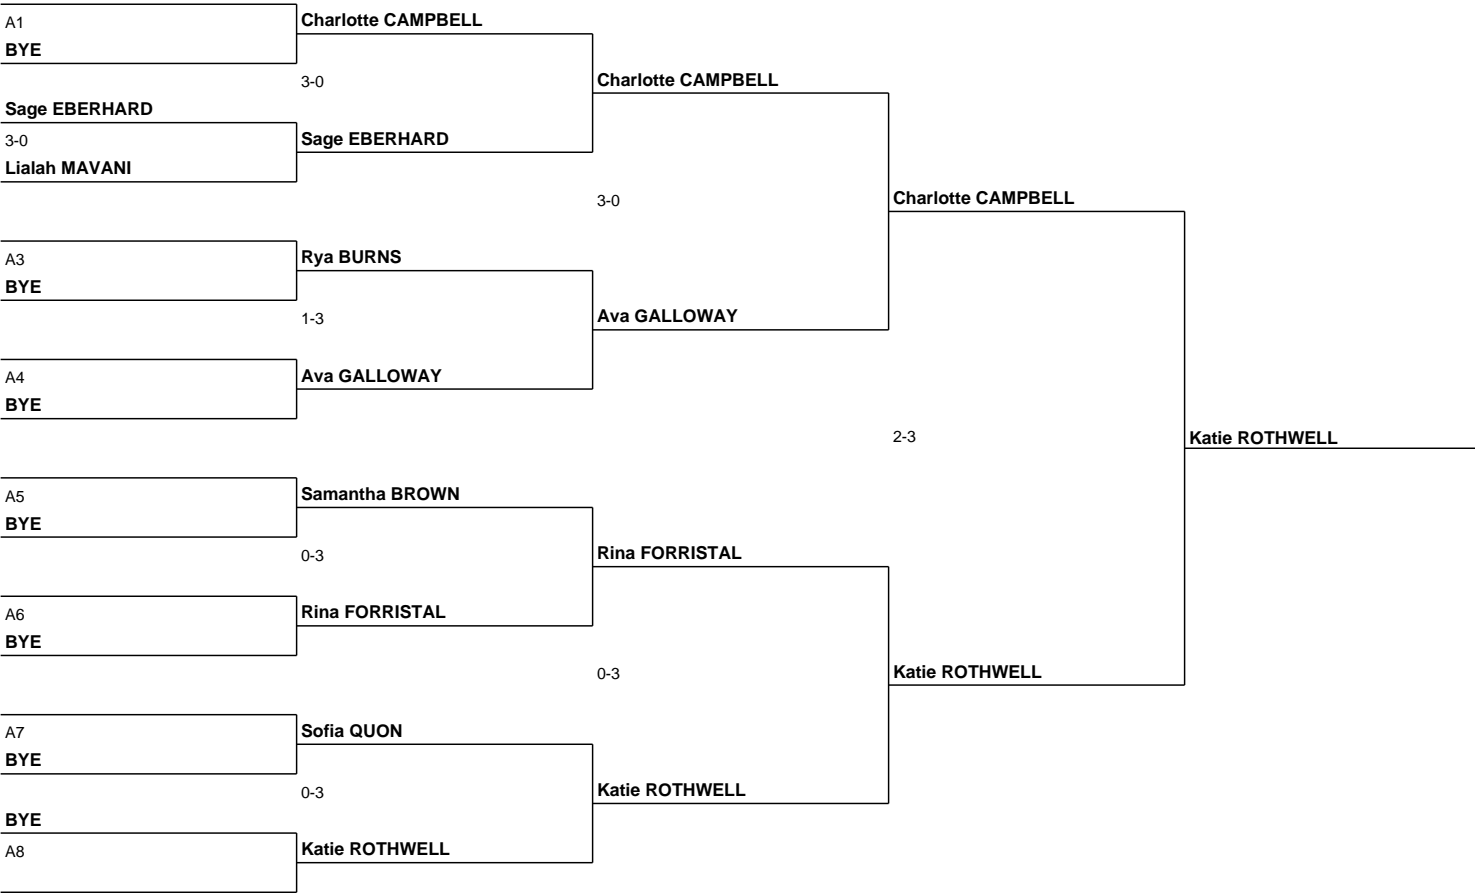 A1
BYE
Charlotte CAMPBELL
3-0
Sage EBERHARD
3-0
Lialah MAVANI
Sage EBERHARD
Charlotte CAMPBELL
3-0
A3
BYE
Rya BURNS
1-3
A4
BYE
Ava GALLOWAY
Ava GALLOWAY
Charlotte CAMPBELL
2-3
Katie ROTHWELL
A5
BYE
Samantha BROWN
0-3
A6
BYE
Rina FORRISTAL
Rina FORRISTAL
0-3
A7
BYE
Sofia QUON
0-3
BYE
A8
Katie ROTHWELL
Katie ROTHWELL
Katie ROTHWELL